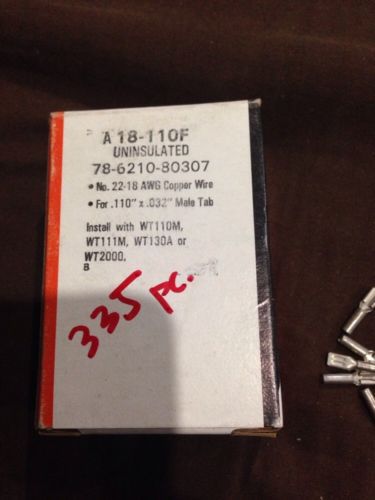 A 18-110F
UNINSULATED
78-6210-80307
• No. 22-18 AWG Copper Wire
• For .110" x .032" Male Tab
Install with WT110M,
WT111M, WT130A or
WT2000.
B
335 pc.